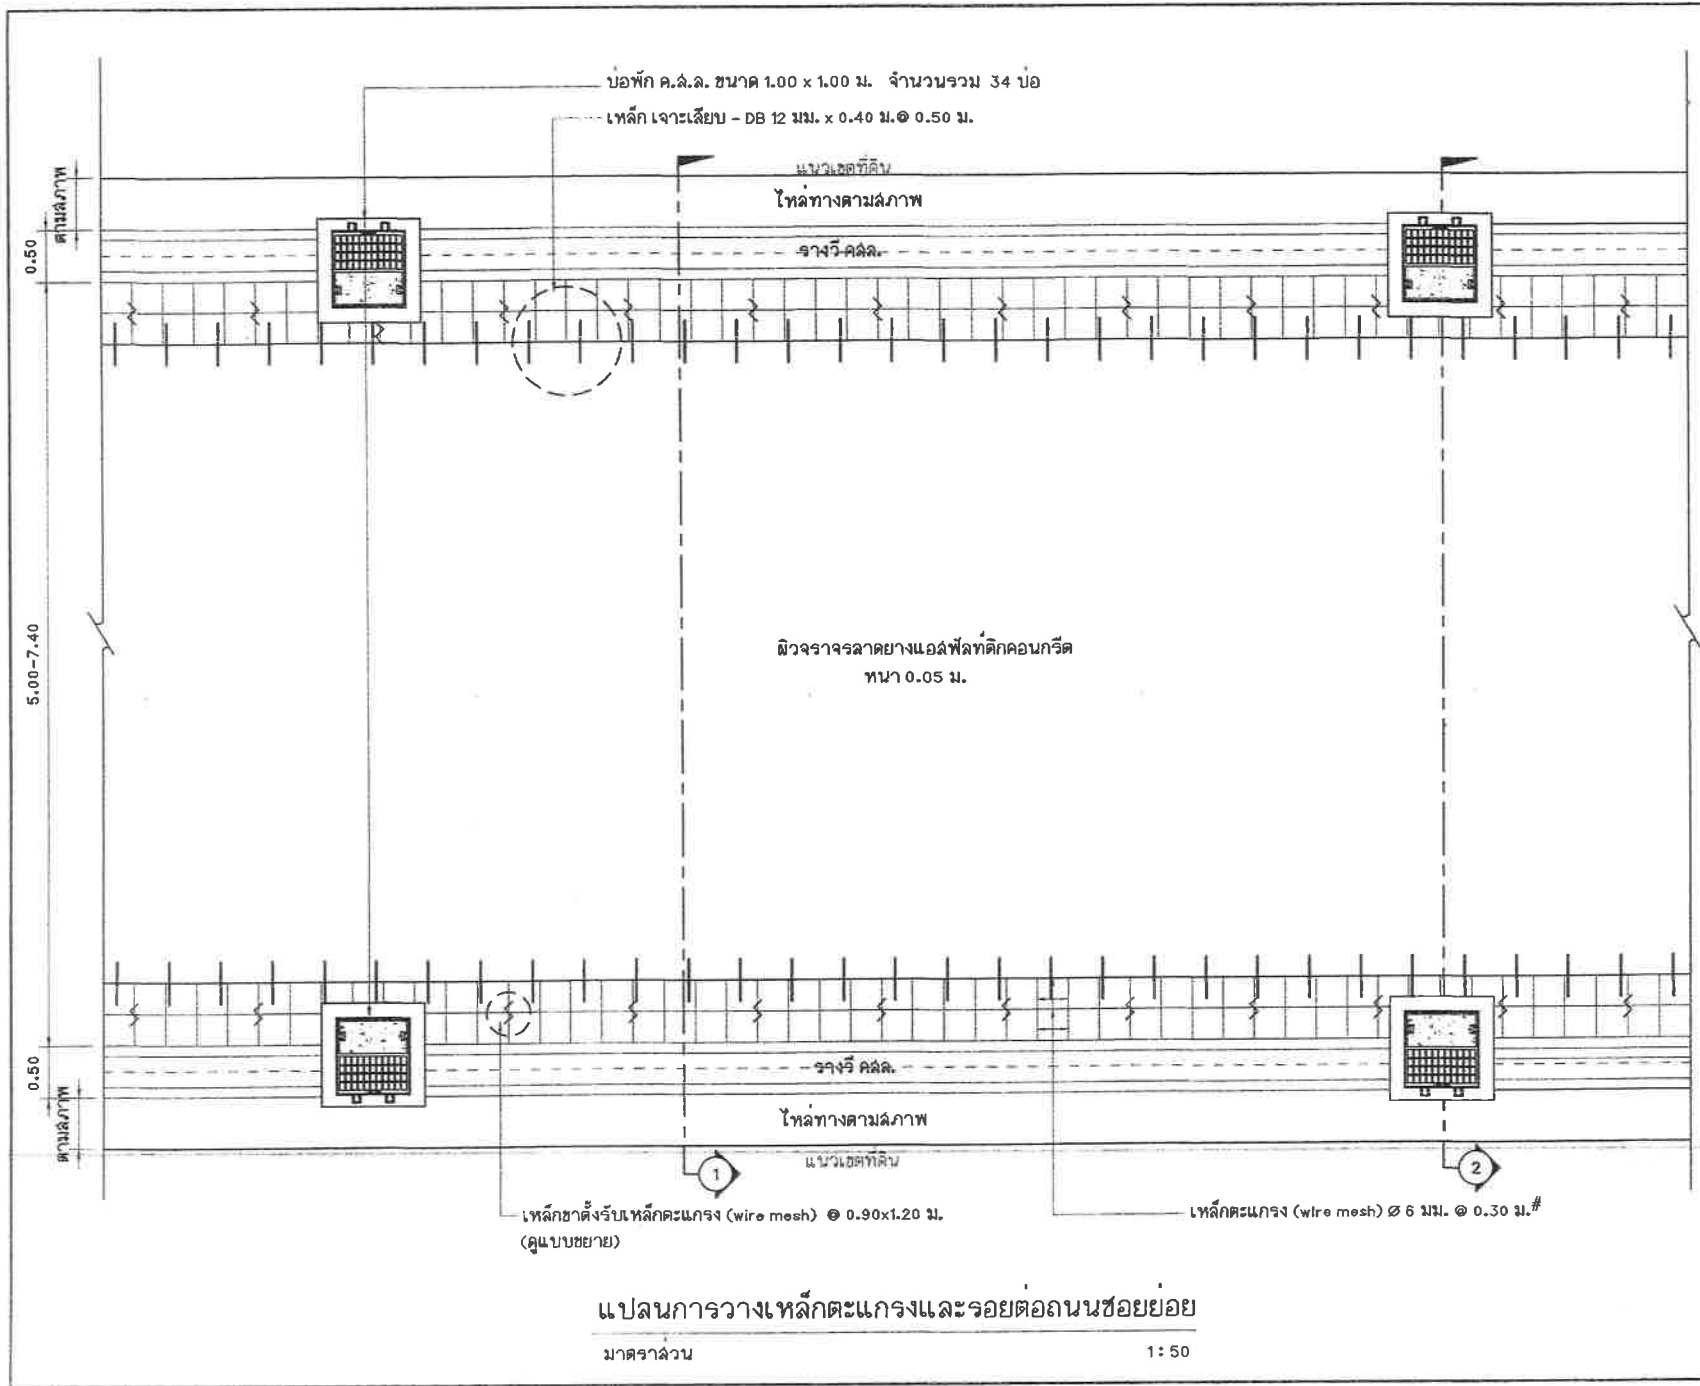 บ่อพัก ค.ส.ล. ขนาด 1.00 x 1.00 ม. จำนวนรวม 34 บ่อ
เหล็ก เจาะเสียบ - DB 12 มม. x 0.40 ม.@ 0.50 ม.
แนวเขตที่ดิน
ไหล่ทางตามสภาพ
ตามสภาพ
0.50
รางวี คสล.
5.00-7.40
ผิวจราจรลาดยางแอสฟัลท์ติกคอนกรีต
หนา 0.05 ม.
0.50
รางวี คสล.
ตามสภาพ
ไหล่ทางตามสภาพ
แนวเขตที่ดิน
1
2
เหล็กขาตั้งรับเหล็กตะแกรง (wire mesh) @ 0.90x1.20 ม.
(ดูแบบขยาย)
เหล็กตะแกรง (wire mesh) Ø 6 มม. @ 0.30 ม.#
แปลนการวางเหล็กตะแกรงและรอยต่อถนนซอยย่อย
มาตราส่วน 1: 50